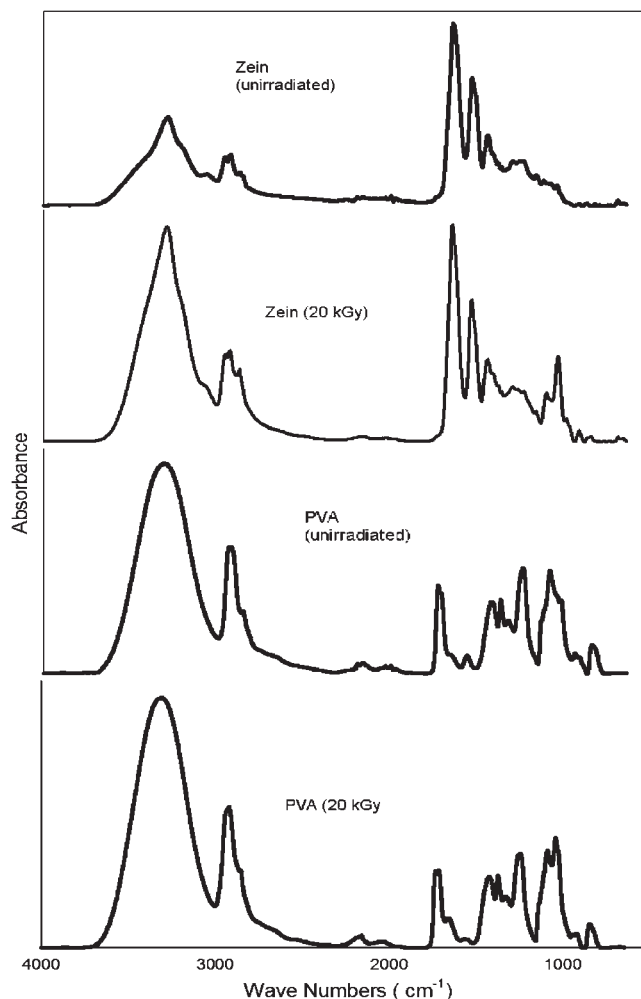 Zein
(unirradiated)
Zein (20 kGy)
Absorbance
PVA
(unirradiated)
PVA (20 kGy
4000 3000 2000 1000
Wave Numbers ( cm-1)